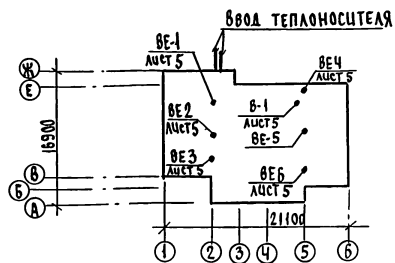 ВВОД ТЕПЛОНОСИТЕЛЯ
ВЕ-1
ЛИСТ 5
ВЕ4
ЛИСТ 5
Ж
Е
В-1
ЛИСТ 5
ВЕ2
ЛИСТ 5
ВЕ-5
16900
ВЕ3
ЛИСТ 5
ВЕ6
ЛИСТ 5
В
Б
А
21100
1
2
3
4
5
6